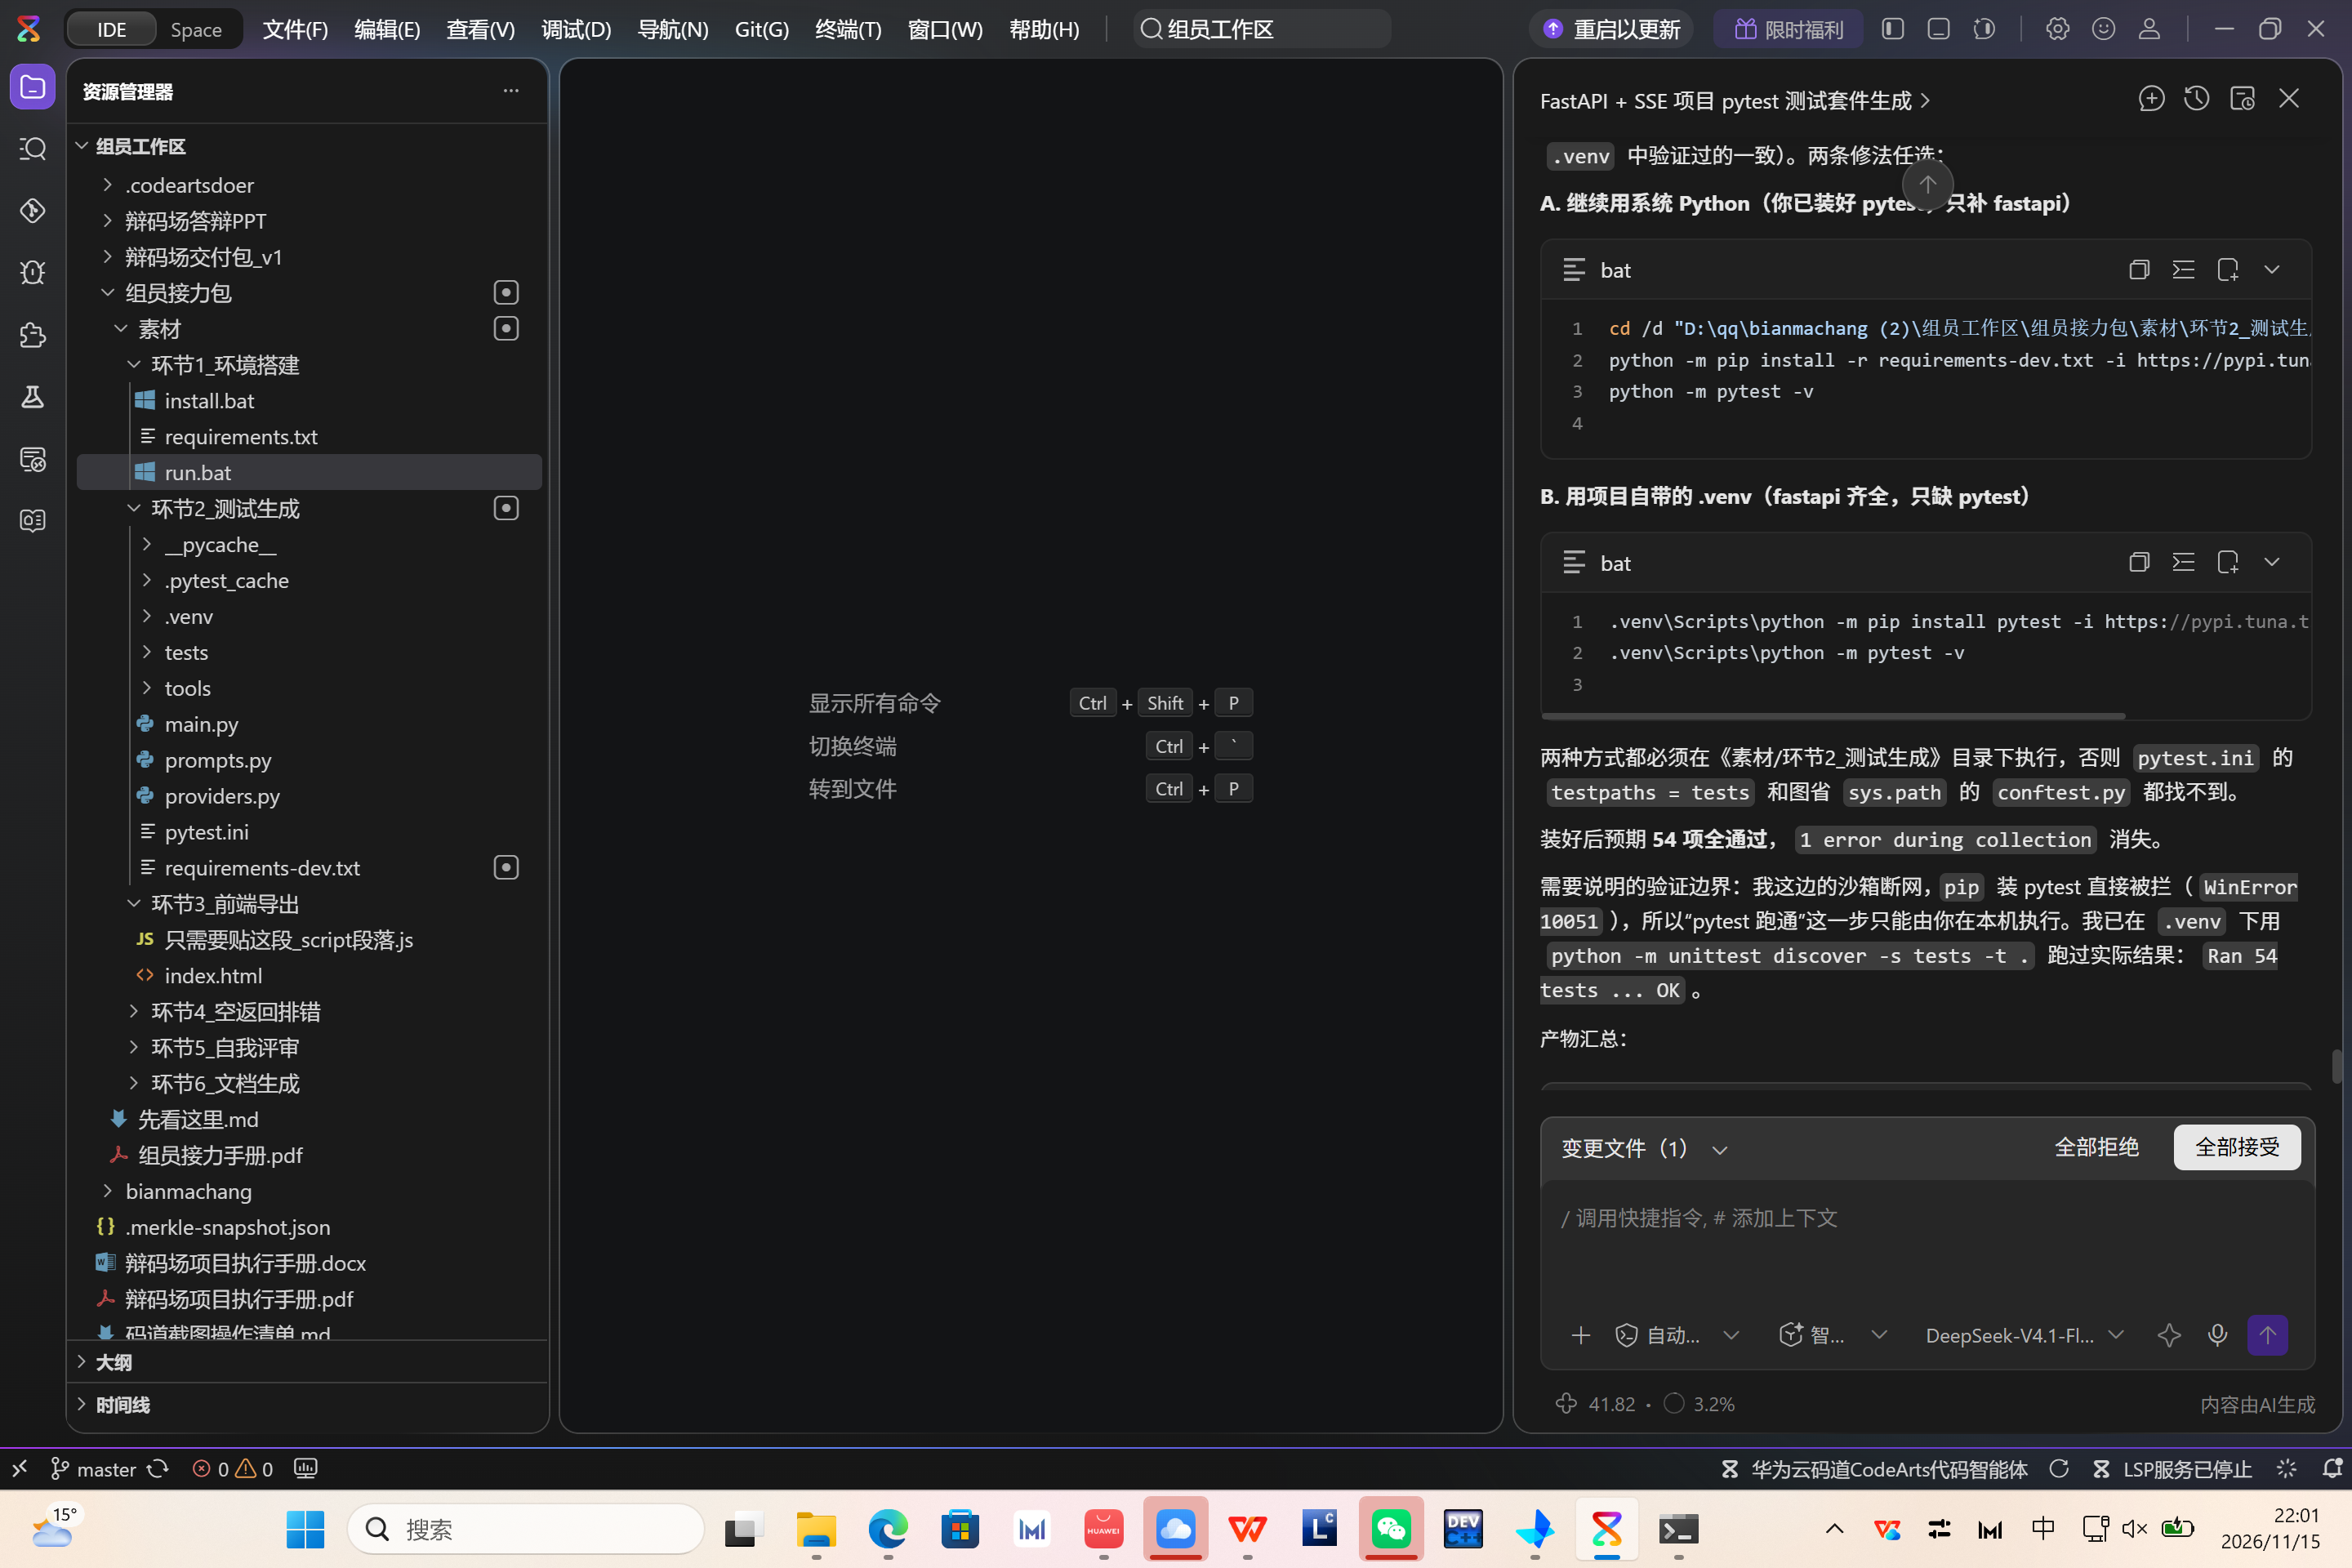 IDE Space 文件(F) 编辑(E) 查看(V) 调试(D) 导航(N) Git(G) 终端(T) 窗口(W) 帮助(H) 组员工作区 重启以更新 限时福利
资源管理器
组员工作区
.codeartsdoer
辩码场答辩PPT
辩码场交付包_v1
组员接力包
素材
环节1_环境搭建
install.bat
requirements.txt
run.bat
环节2_测试生成
__pycache__
.pytest_cache
.venv
tests
tools
main.py
prompts.py
providers.py
pytest.ini
requirements-dev.txt
环节3_前端导出
JS 只需要贴这段_script段落.js
index.html
环节4_空返回排错
环节5_自我评审
环节6_文档生成
先看这里.md
组员接力手册.pdf
bianmachang
.merkle-snapshot.json
辩码场项目执行手册.docx
辩码场项目执行手册.pdf
码道截图操作清单.md
大纲
时间线
显示所有命令 Ctrl + Shift + P
切换终端 Ctrl + `
转到文件 Ctrl + P
FastAPI + SSE 项目 pytest 测试套件生成
.venv 中验证过的一致）。两条修法任选：
A. 继续用系统 Python（你已装好 pytest，只补 fastapi）
bat
1 cd /d "D:\qq\bianmachang (2)\组员工作区\组员接力包\素材\环节2_测试生
2 python -m pip install -r requirements-dev.txt -i https://pypi.tun
3 python -m pytest -v
4
B. 用项目自带的 .venv（fastapi 齐全，只缺 pytest）
bat
1 .venv\Scripts\python -m pip install pytest -i https://pypi.tuna.t
2 .venv\Scripts\python -m pytest -v
3
两种方式都必须在《素材/环节2_测试生成》目录下执行，否则 pytest.ini 的
testpaths = tests 和图省 sys.path 的 conftest.py 都找不到。
装好后预期 54 项全通过， 1 error during collection 消失。
需要说明的验证边界：我这边的沙箱断网，pip 装 pytest 直接被拦（ WinError
10051 ），所以“pytest 跑通”这一步只能由你在本机执行。我已在 .venv 下用
python -m unittest discover -s tests -t . 跑过实际结果： Ran 54
tests ... OK 。
产物汇总：
变更文件（1） 全部拒绝 全部接受
/ 调用快捷指令, # 添加上下文
自动... 智... DeepSeek-V4.1-Fl...
41.82 · 3.2% 内容由AI生成
master 0 0 华为云码道CodeArts代码智能体 LSP服务已停止
15° 搜索 HUAWEI DEV C++ 中 22:01
2026/11/15